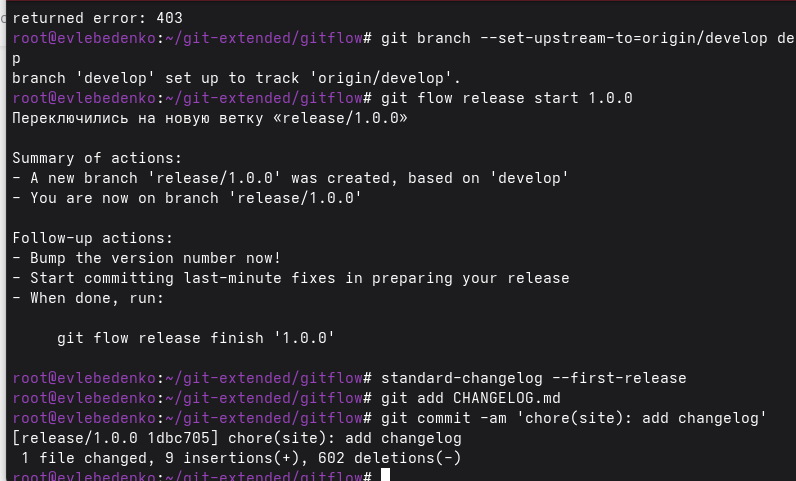 returned error: 403
root@evlebedenko:~/git-extended/gitflow# git branch --set-upstream-to=origin/develop de
p
branch 'develop' set up to track 'origin/develop'.
root@evlebedenko:~/git-extended/gitflow# git flow release start 1.0.0
Переключились на новую ветку «release/1.0.0»
Summary of actions:
- A new branch 'release/1.0.0' was created, based on 'develop'
- You are now on branch 'release/1.0.0'
Follow-up actions:
- Bump the version number now!
- Start committing last-minute fixes in preparing your release
- When done, run:
git flow release finish '1.0.0'
root@evlebedenko:~/git-extended/gitflow# standard-changelog --first-release
root@evlebedenko:~/git-extended/gitflow# git add CHANGELOG.md
root@evlebedenko:~/git-extended/gitflow# git commit -am 'chore(site): add changelog'
[release/1.0.0 1dbc705] chore(site): add changelog
1 file changed, 9 insertions(+), 602 deletions(-)
root@evlebedenko:~/git-extended/gitflow#